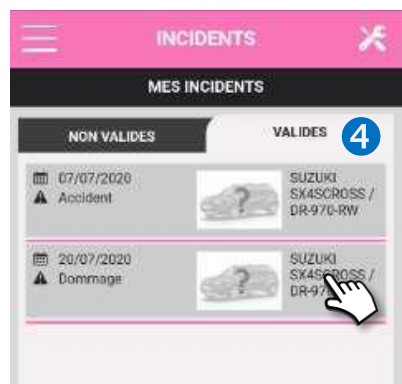 INCIDENTS
MES INCIDENTS
NON VALIDES
VALIDES
4
07/07/2020
Accident
?
SUZUKI
SX4SCROSS /
DR-970-RW
20/07/2020
Dommage
?
SUZUKI
SX4SCROSS /